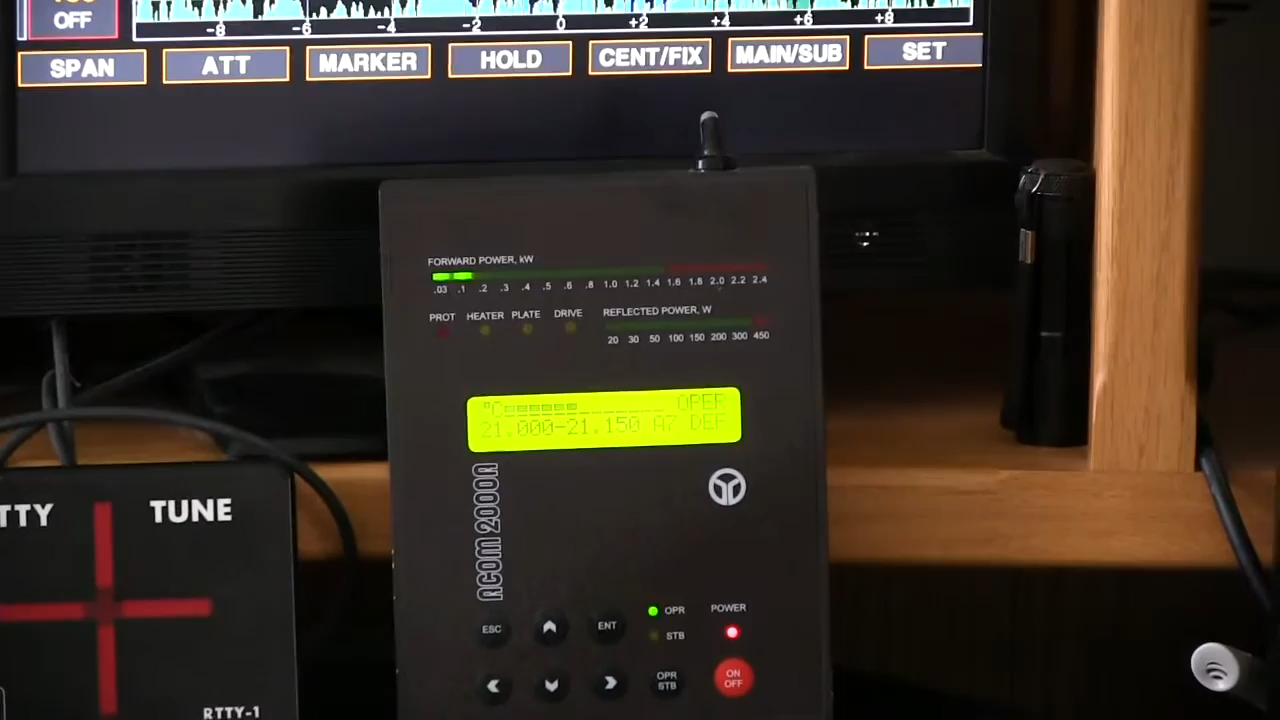 OFF
-8 -6 -4 -2 0 +2 +4 +6 +8
SPAN ATT MARKER HOLD CENT/FIX MAIN/SUB SET
FORWARD POWER, kW
.03 .1 .2 .3 .4 .5 .6 .8 1.0 1.2 1.4 1.6 1.8 2.0 2.2 2.4
PROT HEATER PLATE DRIVE REFLECTED POWER, W
20 30 50 100 150 200 300 450
°C OPER
21.000-21.150 A7 DEF
ACOM 2000A
TTY TUNE
RTTY-1
ESC ENT OPR POWER
STB
OPR
STB
ON
OFF